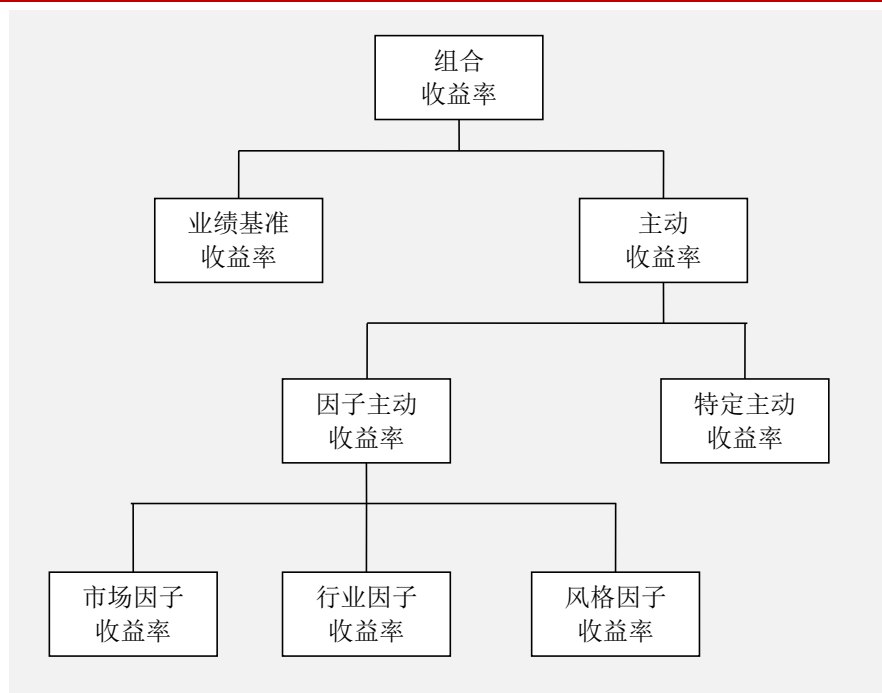 组合
收益率
业绩基准
收益率
主动
收益率
因子主动
收益率
特定主动
收益率
市场因子
收益率
行业因子
收益率
风格因子
收益率